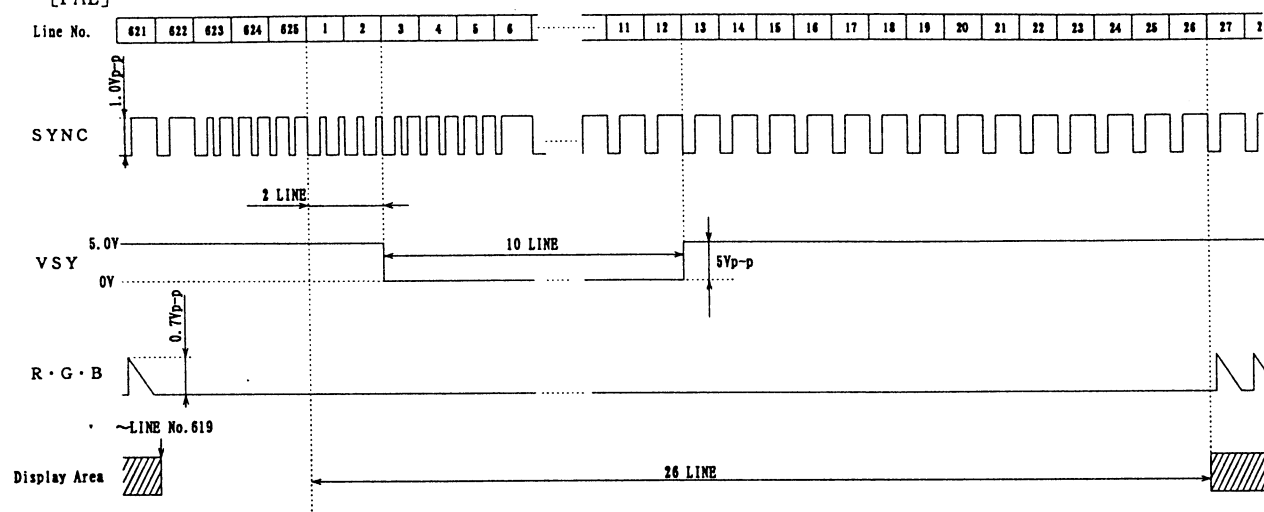 [PAL]
Line No. 621 622 623 624 625 1 2 3 4 5 6 11 12 13 14 15 16 17 18 19 20 21 22 23 24 25 26 27 2
1.0Vp-p
SYNC
2 LINE
5.0V
10 LINE
VSY
5Vp-p
0V
0.7Vp-p
R・G・B
~LINE No.619
Display Area
26 LINE